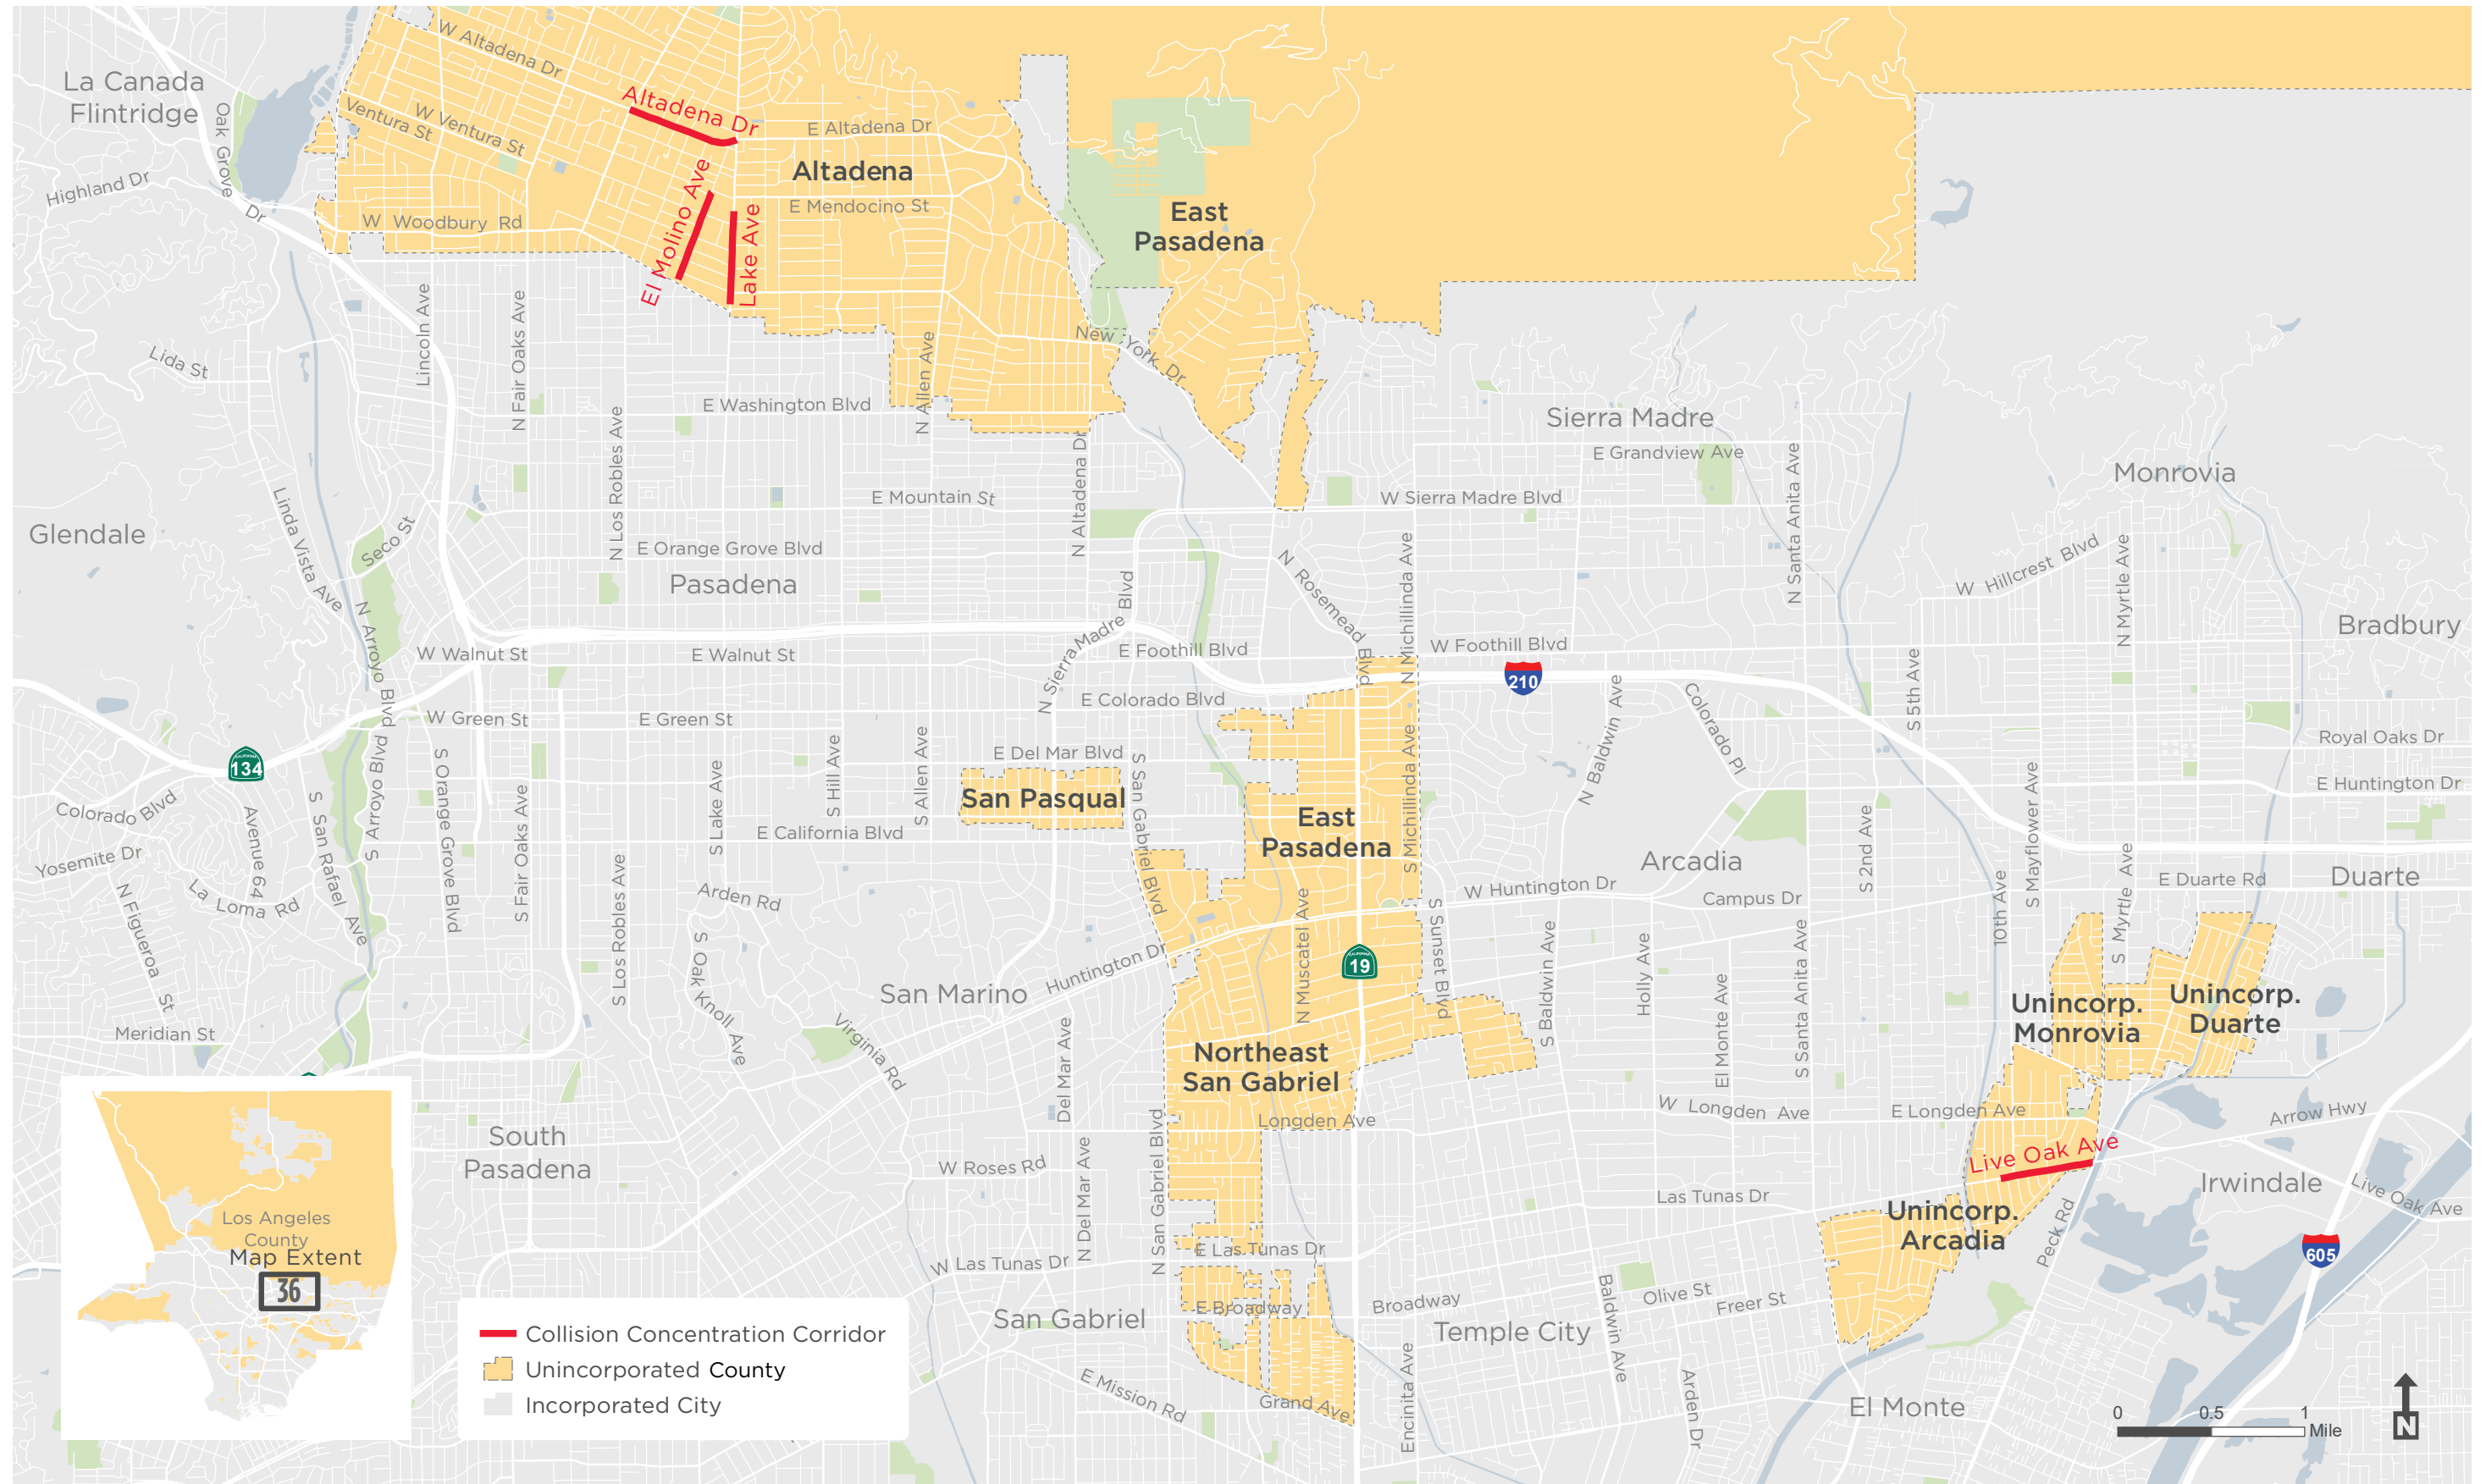 W Altadena Dr
La Canada
Flintridge
Oak Grove
Dr
Ventura St
W Ventura St
Altadena Dr
E Altadena Dr
Altadena
Highland Dr
El Molino Ave
Lake Ave
E Mendocino St
East
Pasadena
W Woodbury Rd
Lincoln Ave
N Fair Oaks Ave
New York Dr
N Allen Ave
Lida St
E Washington Blvd
Sierra Madre
E Grandview Ave
N Los Robles Ave
N Altadena Dr
N Santa Anita Ave
Monrovia
E Mountain St
W Sierra Madre Blvd
Glendale
Linda Vista Ave
Seco St
E Orange Grove Blvd
Pasadena
N Rosemead Blvd
N Michillinda Ave
W Hillcrest Blvd
N Myrtle Ave
Bradbury
N Arroyo Blvd
W Walnut St
E Walnut St
N Sierra Madre Blvd
E Foothill Blvd
W Foothill Blvd
210
S 5th Ave
E Colorado Blvd
Colorado Pl
N Baldwin Ave
W Green St
E Green St
Royal Oaks Dr
134
E Del Mar Blvd
E Huntington Dr
S Arroyo Blvd
S Orange Grove Blvd
S Fair Oaks Ave
S Lake Ave
S Hill Ave
S Allen Ave
San Pasqual
S San Gabriel Blvd
East
Pasadena
S Michillinda Ave
Colorado Blvd
Avenue 64
S San Rafael Ave
E California Blvd
S 2nd Ave
S Mayflower Ave
Yosemite Dr
Arcadia
Duarte
E Duarte Rd
La Loma Rd
N Figueroa St
S Los Robles Ave
Arden Rd
W Huntington Dr
Campus Dr
10th Ave
S Myrtle Ave
S Oak Knoll Ave
N Muscatel Ave
S Sunset Blvd
S Baldwin Ave
Holly Ave
El Monte Ave
S Santa Anita Ave
19
Huntington Dr
San Marino
Unincorp.
Monrovia
Unincorp.
Duarte
Meridian St
Virginia Rd
Del Mar Ave
Northeast
San Gabriel
Longden Ave
W Longden Ave
E Longden Ave
Arrow Hwy
South
Pasadena
W Roses Rd
N Del Mar Ave
N San Gabriel Blvd
Live Oak Ave
Irwindale
Live Oak Ave
Las Tunas Dr
Unincorp.
Arcadia
Peck Rd
605
W Las Tunas Dr
E Las Tunas Dr
Los Angeles
County
Map Extent
36
San Gabriel
E Broadway
Broadway
Temple City
Baldwin Ave
Olive St
Freer St
E Mission Rd
Grand Ave
Encinita Ave
Arden Dr
El Monte
Collision Concentration Corridor
Unincorporated County
Incorporated City
0 0.5 1
Mile
N